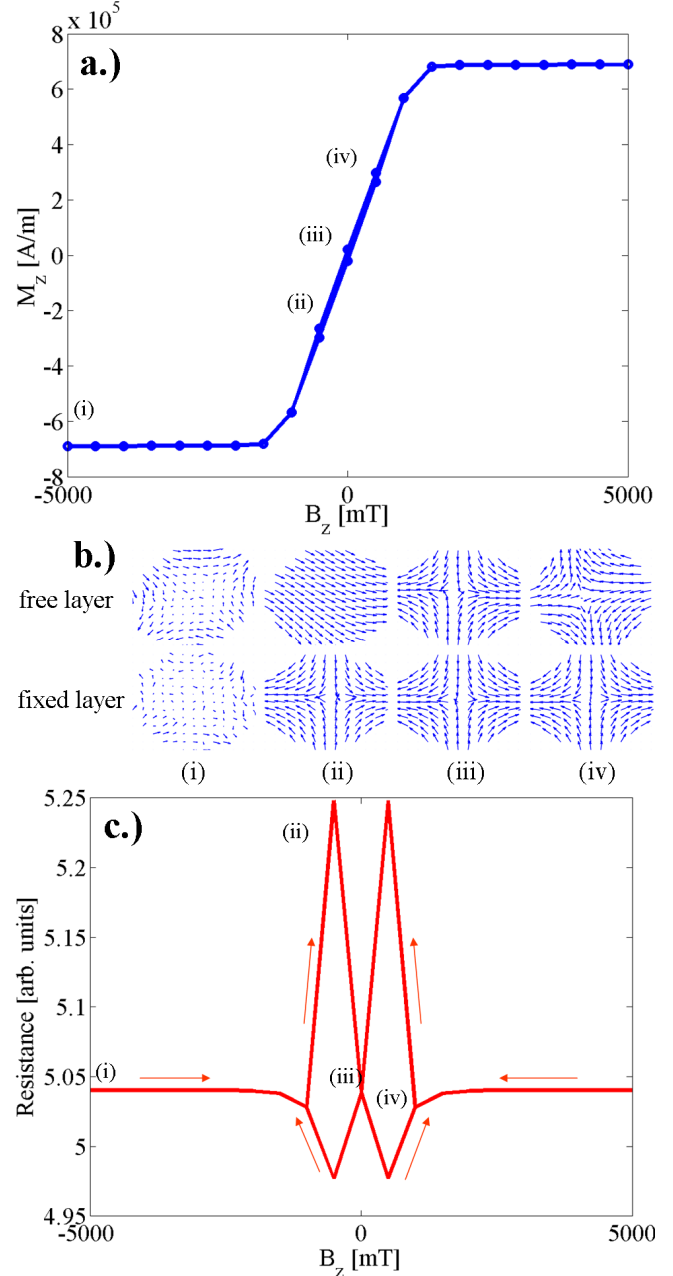 x 10^5
a.)
8
6
4
2
0
-2
-4
-6
-8
M_z [A/m]
(iv)
(iii)
(ii)
(i)
-5000 0 5000
B_z [mT]
b.)
free layer
fixed layer
(i) (ii) (iii) (iv)
c.)
5.25
5.2
5.15
5.1
5.05
5
4.95
Resistance [arb. units]
(ii)
(i)
(iii)
(iv)
-5000 0 5000
B_z [mT]